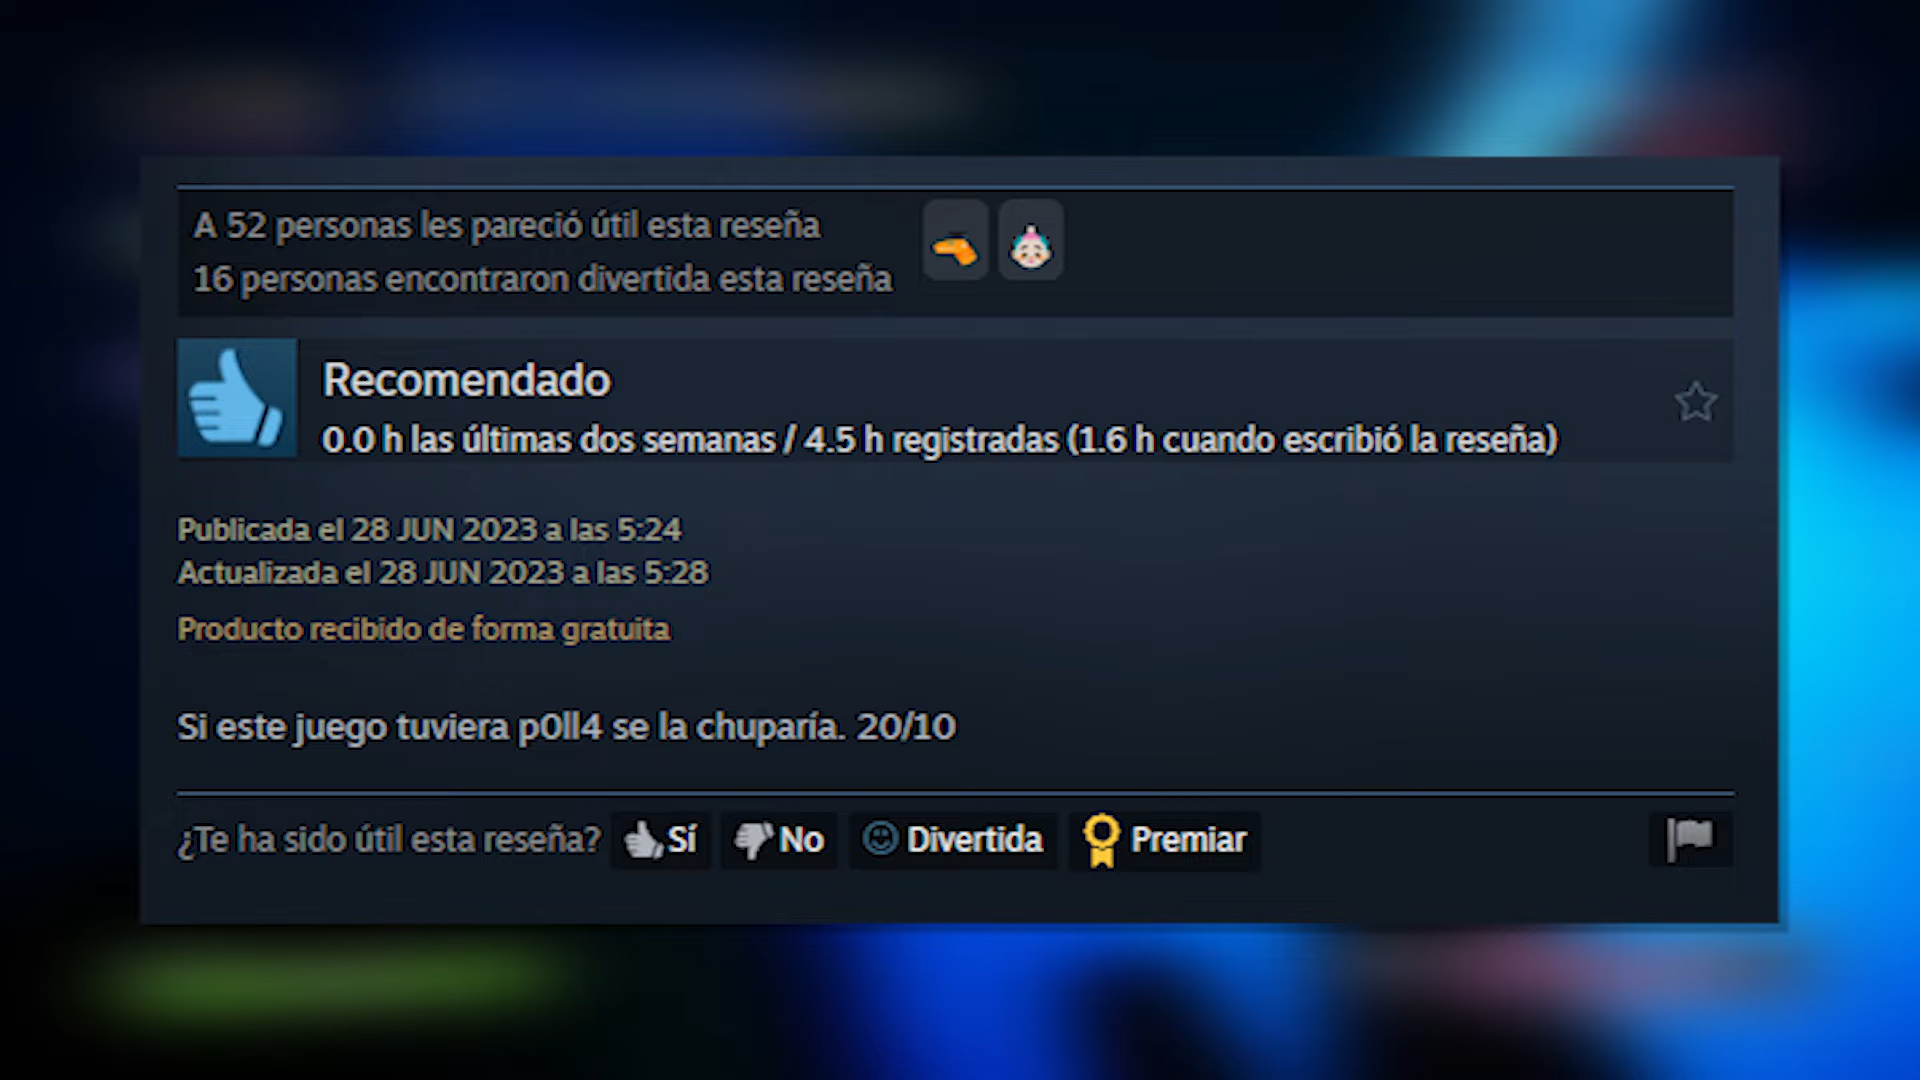 A 52 personas les pareció útil esta reseña
16 personas encontraron divertida esta reseña
Recomendado
0.0 h las últimas dos semanas / 4.5 h registradas (1.6 h cuando escribió la reseña)
Publicada el 28 JUN 2023 a las 5:24
Actualizada el 28 JUN 2023 a las 5:28
Producto recibido de forma gratuita
Si este juego tuviera p0ll4 se la chuparía. 20/10
¿Te ha sido útil esta reseña? Sí No Divertida Premiar